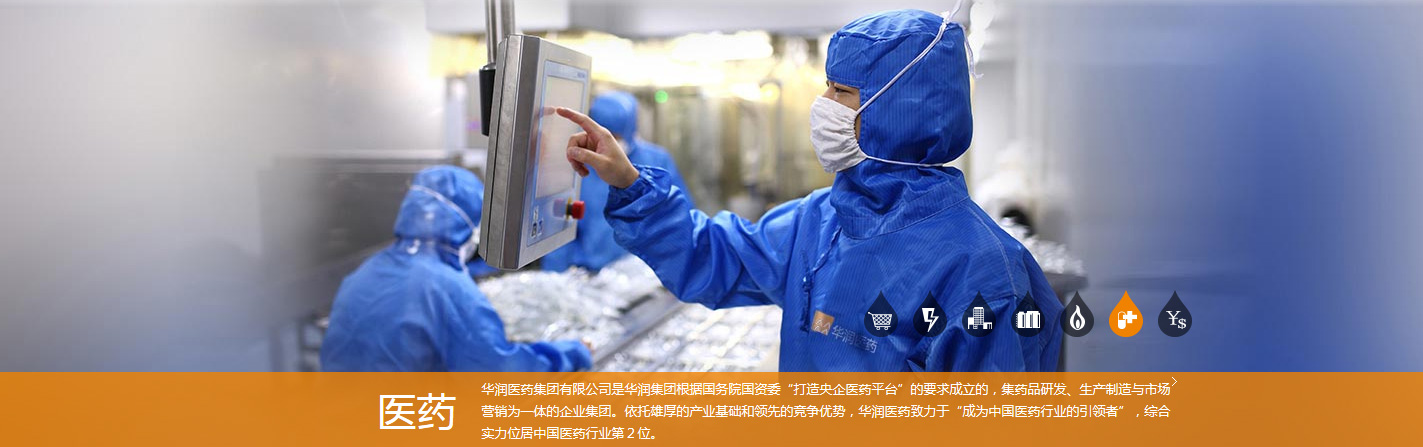 华润医药
¥$
医药
华润医药集团有限公司是华润集团根据国务院国资委“打造央企医药平台”的要求成立的，集药品研发、生产制造与市场
营销为一体的企业集团。依托雄厚的产业基础和领先的竞争优势，华润医药致力于“成为中国医药行业的引领者”，综合
实力位居中国医药行业第２位。